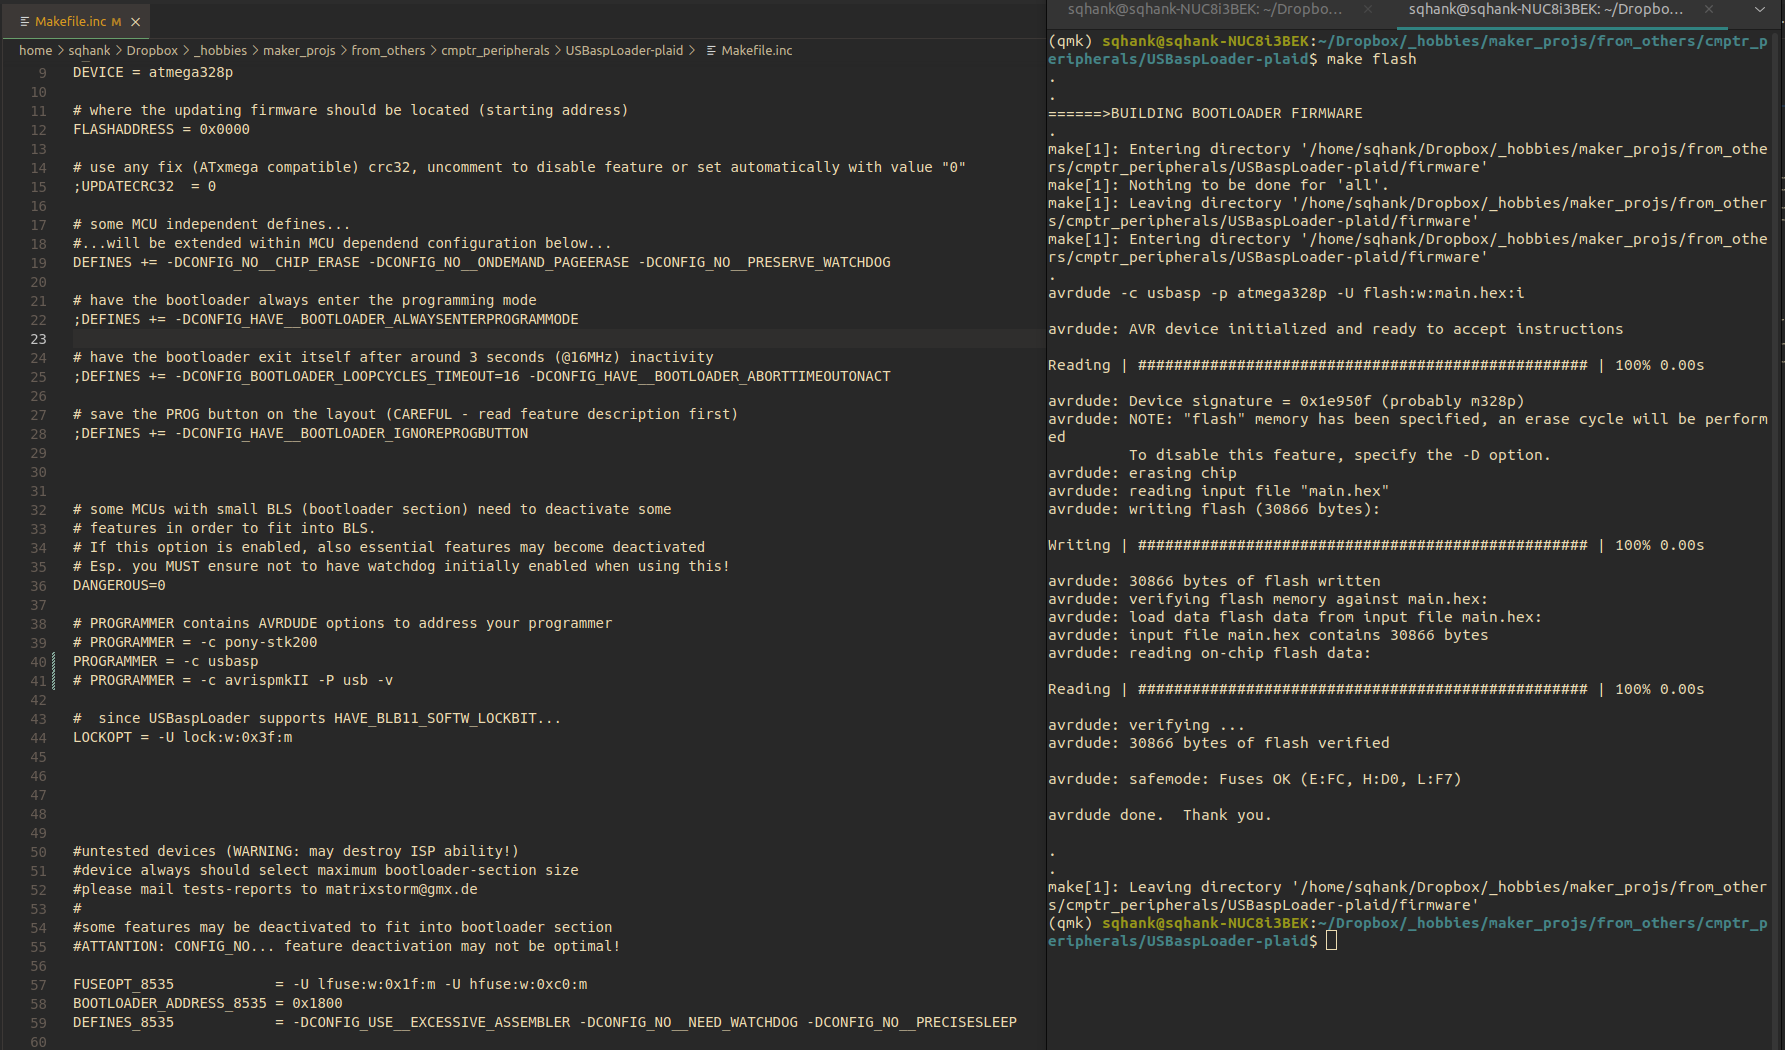 Makefile.inc M
home > sqhank > Dropbox > _hobbies > maker_projs > from_others > cmptr_peripherals > USBaspLoader-plaid > Makefile.inc
9 DEVICE = atmega328p
10
11 # where the updating firmware should be located (starting address)
12 FLASHADDRESS = 0x0000
13
14 # use any fix (ATxmega compatible) crc32, uncomment to disable feature or set automatically with value "0"
15 ;UPDATECRC32  = 0
16
17 # some MCU independent defines...
18 #...will be extended within MCU dependend configuration below...
19 DEFINES += -DCONFIG_NO__CHIP_ERASE -DCONFIG_NO__ONDEMAND_PAGEERASE -DCONFIG_NO__PRESERVE_WATCHDOG
20
21 # have the bootloader always enter the programming mode
22 ;DEFINES += -DCONFIG_HAVE__BOOTLOADER_ALWAYSENTERPROGRAMMODE
23
24 # have the bootloader exit itself after around 3 seconds (@16MHz) inactivity
25 ;DEFINES += -DCONFIG_BOOTLOADER_LOOPCYCLES_TIMEOUT=16 -DCONFIG_HAVE__BOOTLOADER_ABORTTIMEOUTONACT
26
27 # save the PROG button on the layout (CAREFUL - read feature description first)
28 ;DEFINES += -DCONFIG_HAVE__BOOTLOADER_IGNOREPROGBUTTON
29
30
31
32 # some MCUs with small BLS (bootloader section) need to deactivate some
33 # features in order to fit into BLS.
34 # If this option is enabled, also essential features may become deactivated
35 # Esp. you MUST ensure not to have watchdog initially enabled when using this!
36 DANGEROUS=0
37
38 # PROGRAMMER contains AVRDUDE options to address your programmer
39 # PROGRAMMER = -c pony-stk200
40 PROGRAMMER = -c usbasp
41 # PROGRAMMER = -c avrispmkII -P usb -v
42
43 #  since USBaspLoader supports HAVE_BLB11_SOFTW_LOCKBIT...
44 LOCKOPT = -U lock:w:0x3f:m
45
46
47
48
49
50 #untested devices (WARNING: may destroy ISP ability!)
51 #device always should select maximum bootloader-section size
52 #please mail tests-reports to matrixstorm@gmx.de
53 #
54 #some features may be deactivated to fit into bootloader section
55 #ATTANTION: CONFIG_NO... feature deactivation may not be optimal!
56
57 FUSEOPT_8535            = -U lfuse:w:0x1f:m -U hfuse:w:0xc0:m
58 BOOTLOADER_ADDRESS_8535 = 0x1800
59 DEFINES_8535            = -DCONFIG_USE__EXCESSIVE_ASSEMBLER -DCONFIG_NO__NEED_WATCHDOG -DCONFIG_NO__PRECISESLEEP
60
sqhank@sqhank-NUC8i3BEK: ~/Dropbo...
sqhank@sqhank-NUC8i3BEK: ~/Dropbo...
(qmk) sqhank@sqhank-NUC8i3BEK:~/Dropbox/_hobbies/maker_projs/from_others/cmptr_p
eripherals/USBaspLoader-plaid$ make flash
.
.
======>BUILDING BOOTLOADER FIRMWARE
.
make[1]: Entering directory '/home/sqhank/Dropbox/_hobbies/maker_projs/from_othe
rs/cmptr_peripherals/USBaspLoader-plaid/firmware'
make[1]: Nothing to be done for 'all'.
make[1]: Leaving directory '/home/sqhank/Dropbox/_hobbies/maker_projs/from_other
s/cmptr_peripherals/USBaspLoader-plaid/firmware'
make[1]: Entering directory '/home/sqhank/Dropbox/_hobbies/maker_projs/from_othe
rs/cmptr_peripherals/USBaspLoader-plaid/firmware'
.
avrdude -c usbasp -p atmega328p -U flash:w:main.hex:i
avrdude: AVR device initialized and ready to accept instructions
Reading | ################################################## | 100% 0.00s
avrdude: Device signature = 0x1e950f (probably m328p)
avrdude: NOTE: "flash" memory has been specified, an erase cycle will be perform
ed
To disable this feature, specify the -D option.
avrdude: erasing chip
avrdude: reading input file "main.hex"
avrdude: writing flash (30866 bytes):
Writing | ################################################## | 100% 0.00s
avrdude: 30866 bytes of flash written
avrdude: verifying flash memory against main.hex:
avrdude: load data flash data from input file main.hex:
avrdude: input file main.hex contains 30866 bytes
avrdude: reading on-chip flash data:
Reading | ################################################## | 100% 0.00s
avrdude: verifying ...
avrdude: 30866 bytes of flash verified
avrdude: safemode: Fuses OK (E:FC, H:D0, L:F7)
avrdude done.  Thank you.
.
.
make[1]: Leaving directory '/home/sqhank/Dropbox/_hobbies/maker_projs/from_other
s/cmptr_peripherals/USBaspLoader-plaid/firmware'
(qmk) sqhank@sqhank-NUC8i3BEK:~/Dropbox/_hobbies/maker_projs/from_others/cmptr_p
eripherals/USBaspLoader-plaid$